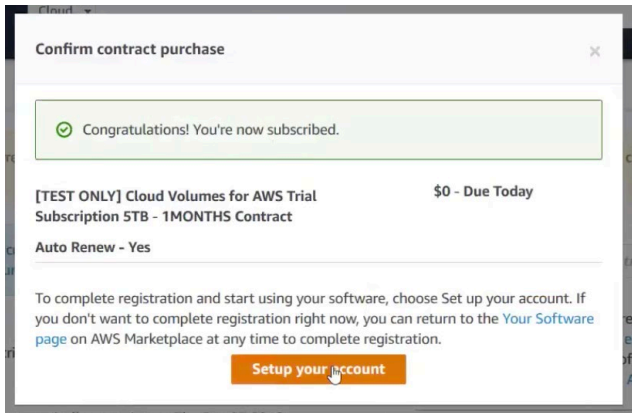 Cloud
Confirm contract purchase
×
Congratulations! You're now subscribed.
[TEST ONLY] Cloud Volumes for AWS Trial $0 - Due Today
Subscription 5TB - 1MONTHS Contract
Auto Renew - Yes
To complete registration and start using your software, choose Set up your account. If
you don't want to complete registration right now, you can return to the Your Software
page on AWS Marketplace at any time to complete registration.
Setup your account